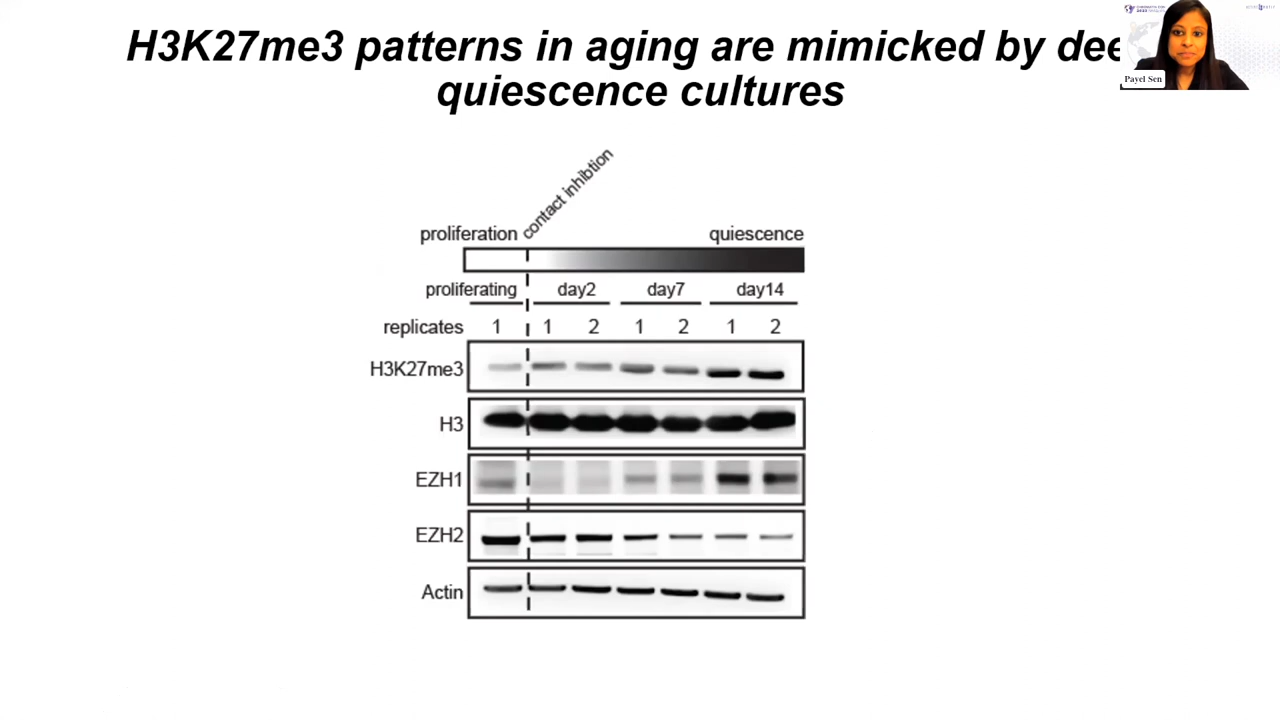 H3K27me3 patterns in aging are mimicked by dee
quiescence cultures
Payel Sen
contact inhibtion
proliferation
quiescence
proliferating day2 day7 day14
replicates 1 1 2 1 2 1 2
H3K27me3
H3
EZH1
EZH2
Actin